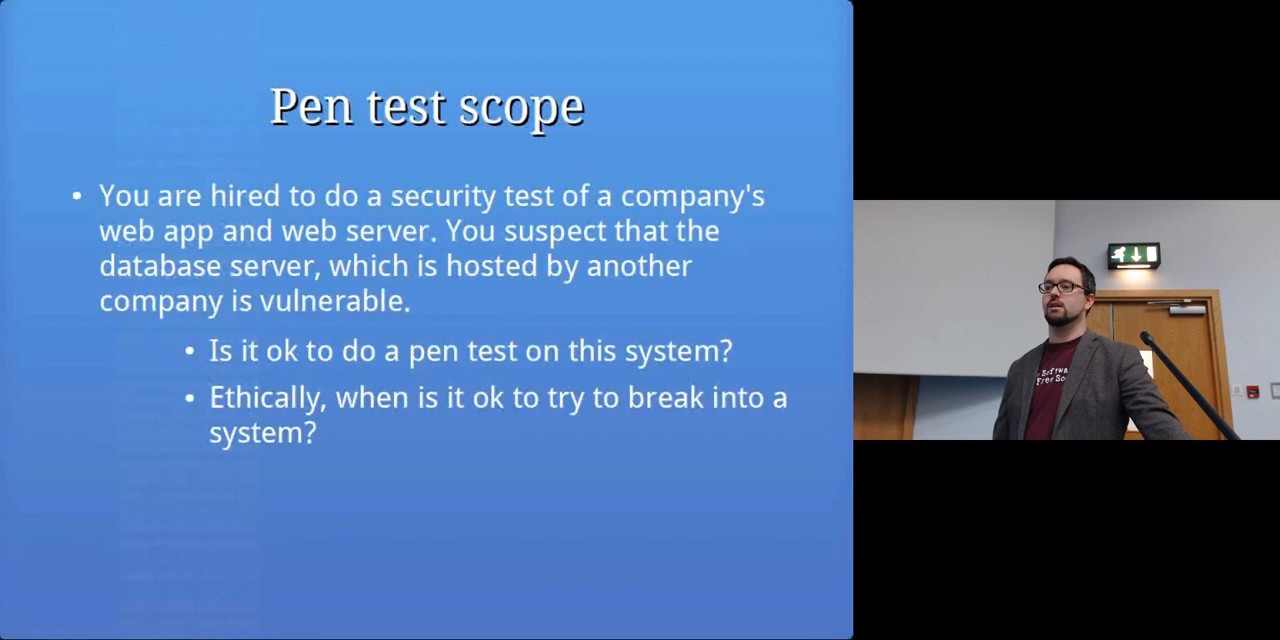 Pen test scope
• You are hired to do a security test of a company's
web app and web server. You suspect that the
database server, which is hosted by another
company is vulnerable.
• Is it ok to do a pen test on this system?
• Ethically, when is it ok to try to break into a
system?
Free